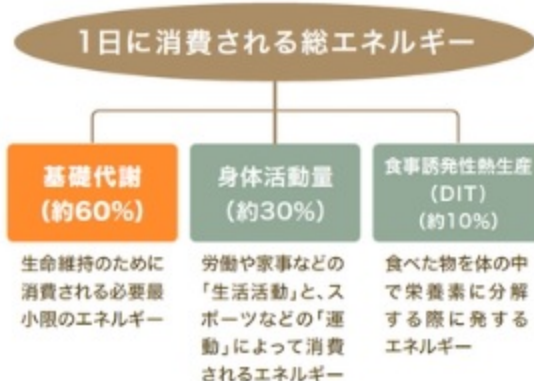 1日に消費される総エネルギー
基礎代謝
(約60%)
身体活動量
(約30%)
食事誘発性熱生産
(DIT)
(約10%)
生命維持のために
消費される必要最
小限のエネルギー
労働や家事などの
「生活活動」と、ス
ポーツなどの「運
動」によって消費
されるエネルギー
食べた物を体の中
で栄養素に分解
する際に発する
エネルギー